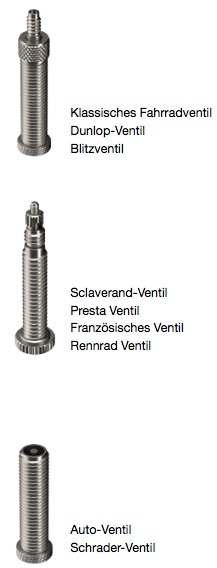 Klassisches Fahrradventil
Dunlop-Ventil
Blitzventil
Sclaverand-Ventil
Presta Ventil
Französisches Ventil
Rennrad Ventil
Auto-Ventil
Schrader-Ventil